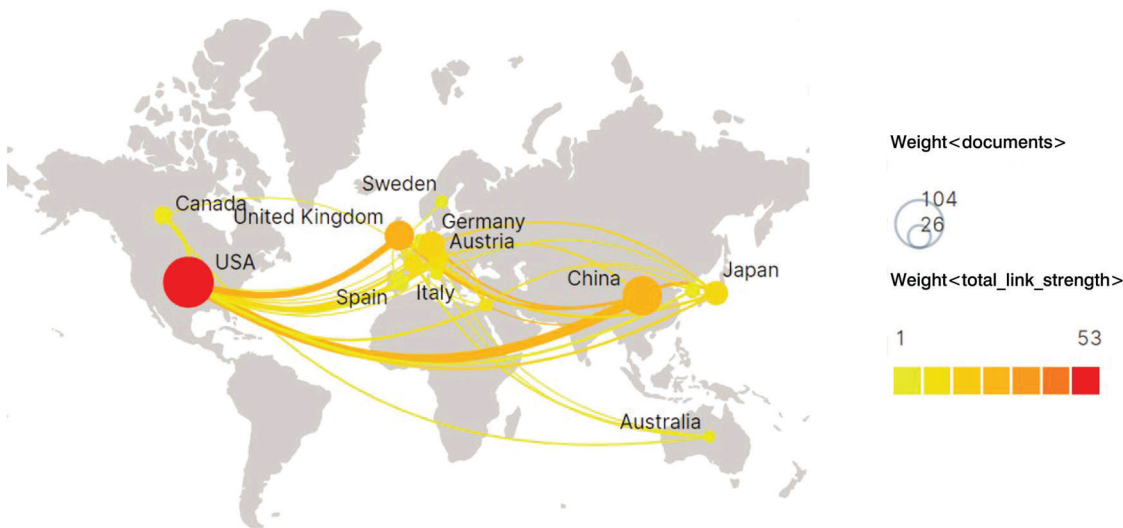 Sweden
Canada
United Kingdom
Germany
Austria
USA
China
Japan
Spain
Italy
Australia
Weight<documents>
104
26
Weight<total_link_strength>
1 53